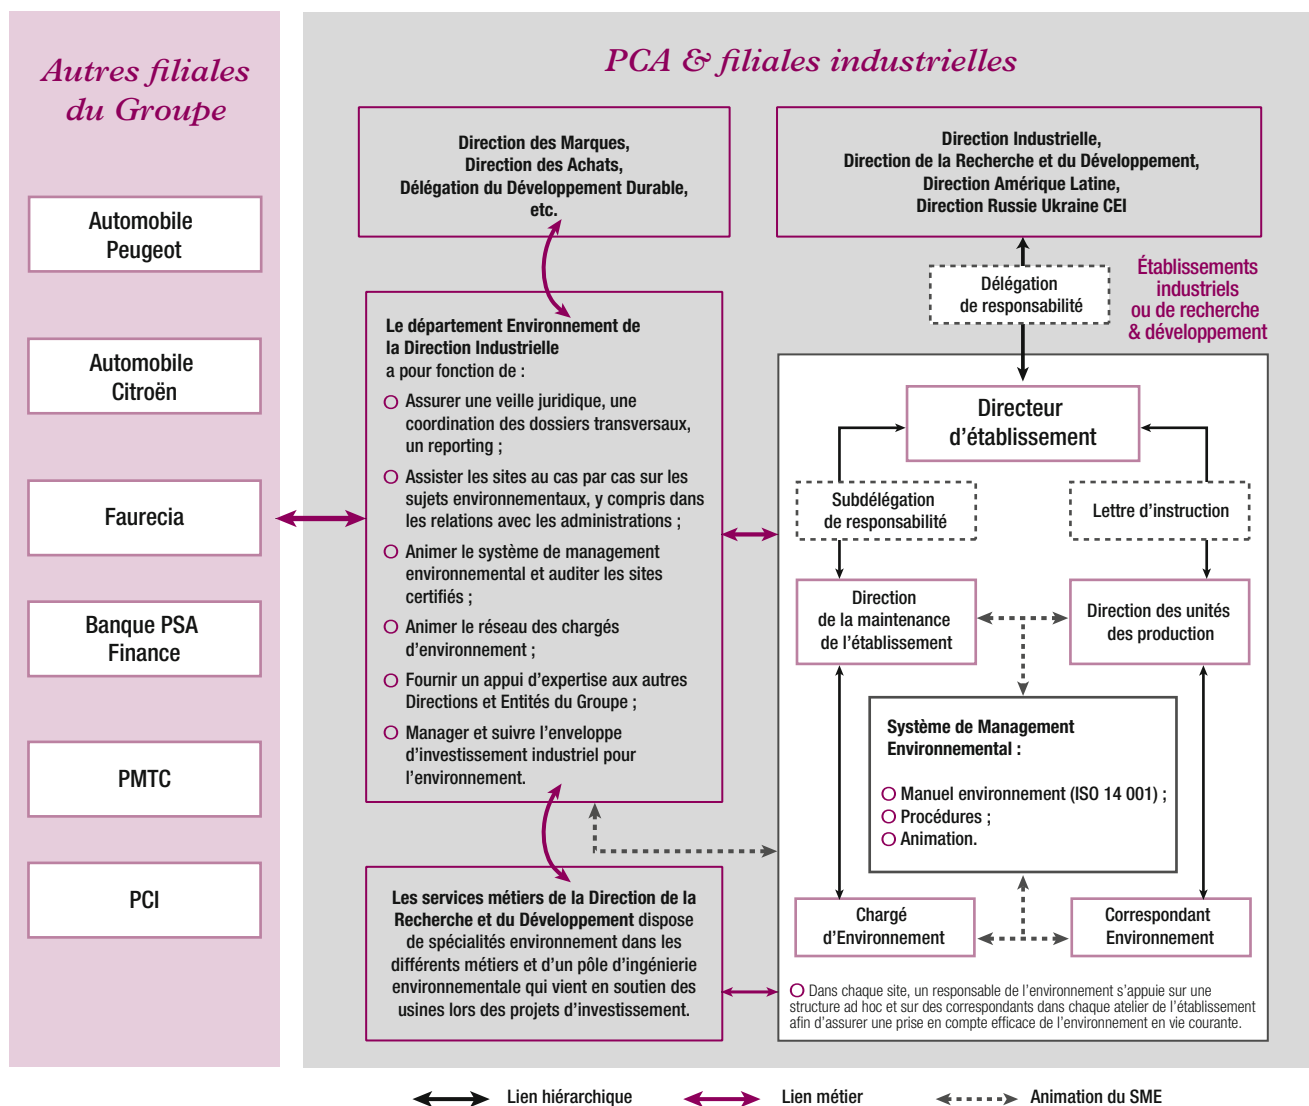 Autres filiales
du Groupe
Automobile
Peugeot
Automobile
Citroën
Faurecia
Banque PSA
Finance
PMTC
PCI
PCA & filiales industrielles
Direction des Marques,
Direction des Achats,
Délégation du Développement Durable,
etc.
Le département Environnement de
la Direction Industrielle
a pour fonction de :
Assurer une veille juridique, une
coordination des dossiers transversaux,
un reporting ;
Assister les sites au cas par cas sur les
sujets environnementaux, y compris dans
les relations avec les administrations ;
Animer le système de management
environnemental et auditer les sites
certifiés ;
Animer le réseau des chargés
d’environnement ;
Fournir un appui d’expertise aux autres
Directions et Entités du Groupe ;
Manager et suivre l’enveloppe
d’investissement industriel pour
l’environnement.
Les services métiers de la Direction de la
Recherche et du Développement dispose
de spécialités environnement dans les
différents métiers et d’un pôle d’ingénierie
environnementale qui vient en soutien des
usines lors des projets d’investissement.
Direction Industrielle,
Direction de la Recherche et du Développement,
Direction Amérique Latine,
Direction Russie Ukraine CEI
Délégation
de responsabilité
Établissements
industriels
ou de recherche
& développement
Directeur
d’établissement
Subdélégation
de responsabilité
Lettre d’instruction
Direction
de la maintenance
de l’établissement
Direction des unités
des production
Système de Management
Environnemental :
Manuel environnement (ISO 14 001) ;
Procédures ;
Animation.
Chargé
d’Environnement
Correspondant
Environnement
Dans chaque site, un responsable de l’environnement s’appuie sur une
structure ad hoc et sur des correspondants dans chaque atelier de l’établissement
afin d’assurer une prise en compte efficace de l’environnement en vie courante.
Lien hiérarchique
Lien métier
Animation du SME